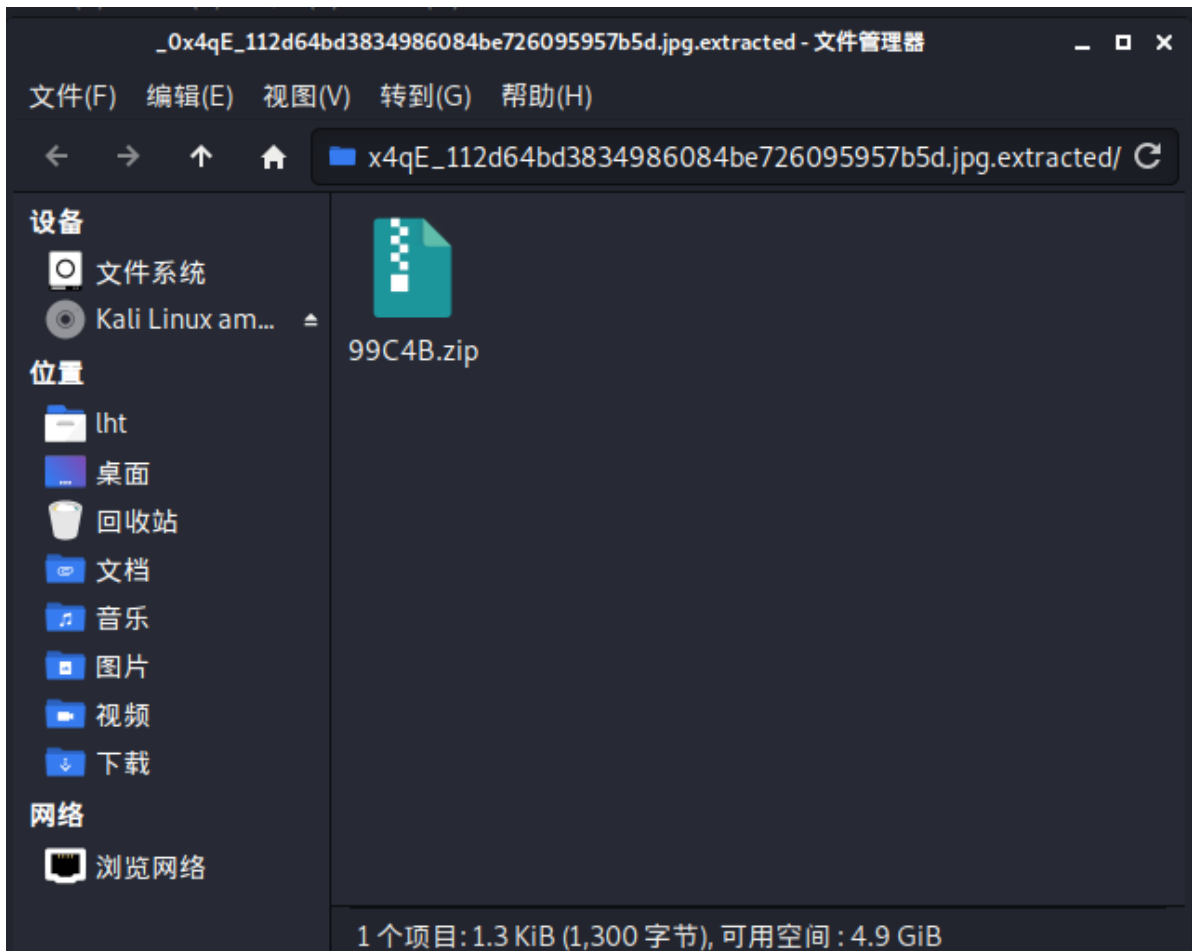 _0x4qE_112d64bd3834986084be726095957b5d.jpg.extracted - 文件管理器
文件(F) 编辑(E) 视图(V) 转到(G) 帮助(H)
x4qE_112d64bd3834986084be726095957b5d.jpg.extracted/
设备
文件系统
Kali Linux am...
位置
lht
桌面
回收站
文档
音乐
图片
视频
下载
网络
浏览网络
99C4B.zip
1 个项目: 1.3 KiB (1,300 字节), 可用空间 : 4.9 GiB